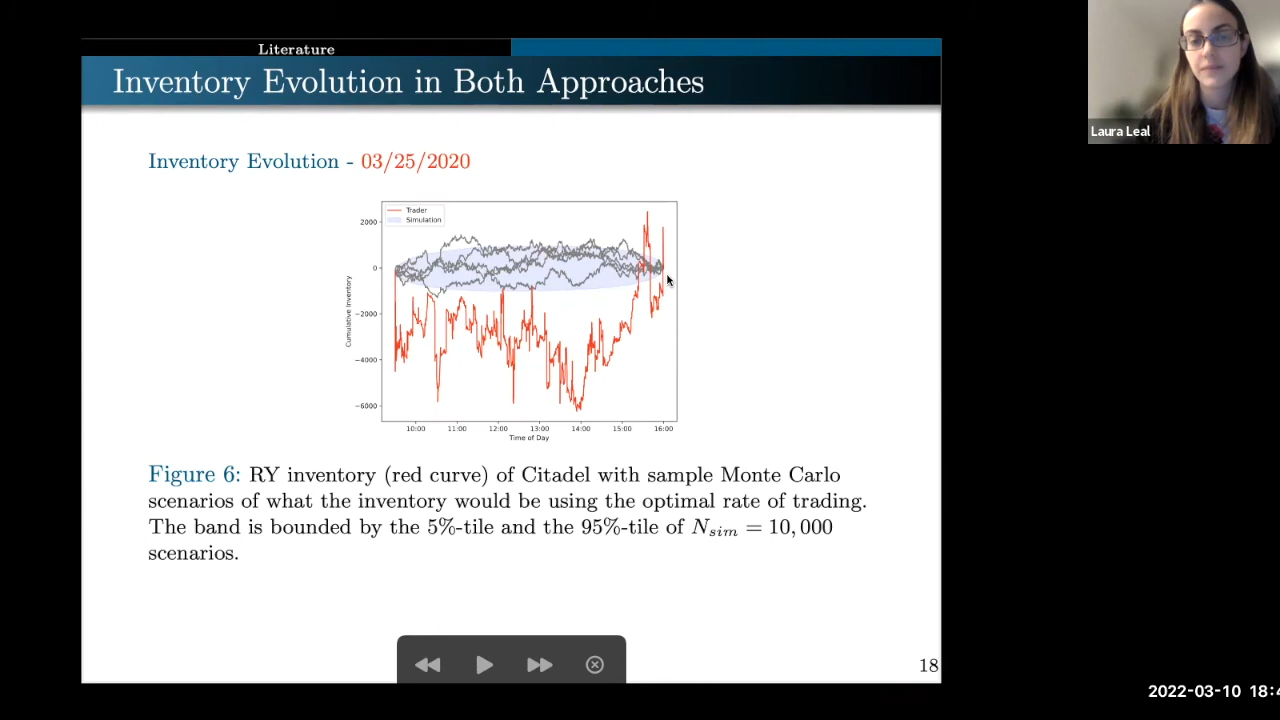 Literature
Inventory Evolution in Both Approaches
Laura Leal
Inventory Evolution - 03/25/2020
Trader
Simulation
2000
0
−2000
−4000
−6000
Cumulative Inventory
10:00 11:00 12:00 13:00 14:00 15:00 16:00
Time of Day
Figure 6: RY inventory (red curve) of Citadel with sample Monte Carlo
scenarios of what the inventory would be using the optimal rate of trading.
The band is bounded by the 5%-tile and the 95%-tile of N_sim = 10,000
scenarios.
18
2022-03-10 18:4